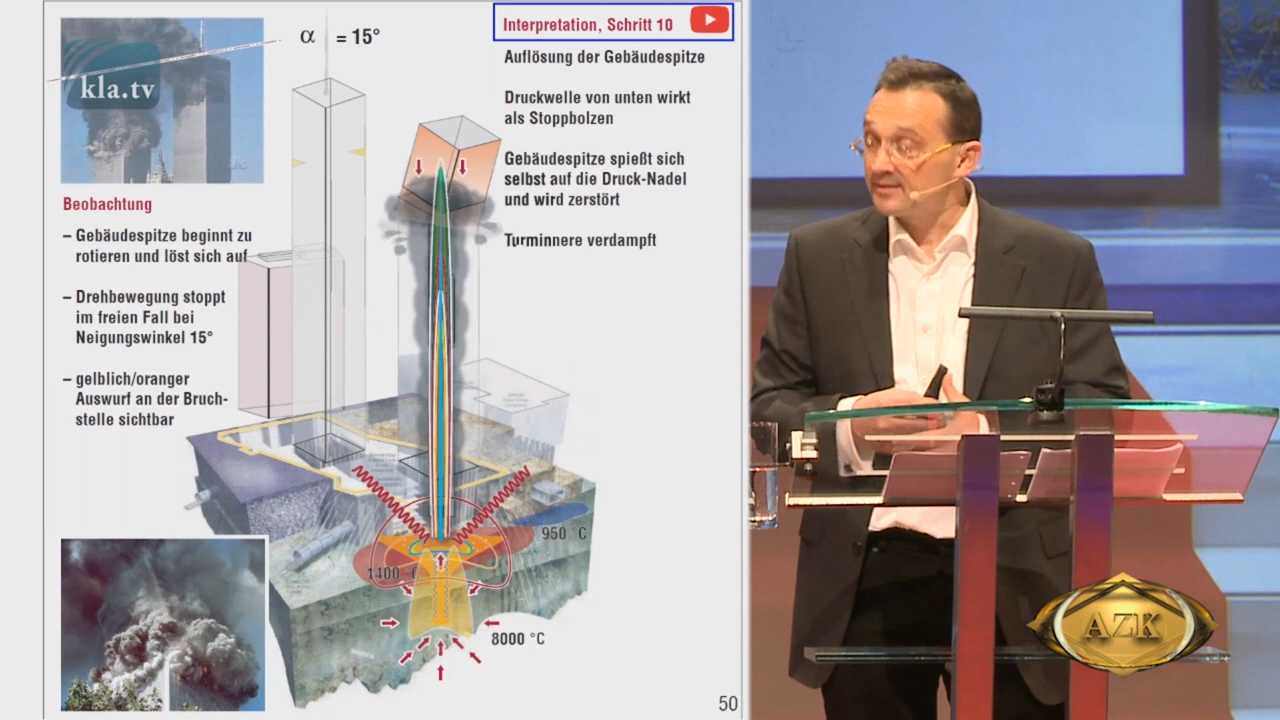 kla.tv
α = 15°
Interpretation, Schritt 10
Auflösung der Gebäudespitze
Druckwelle von unten wirkt
als Stoppbolzen
Gebäudespitze spießt sich
selbst auf die Druck-Nadel
und wird zerstört
Turminnere verdampft
Beobachtung
– Gebäudespitze beginnt zu
rotieren und löst sich auf
– Drehbewegung stoppt
im freien Fall bei
Neigungswinkel 15°
– gelblich/oranger
Auswurf an der Bruch-
stelle sichtbar
950 °C
1400 °C
8000 °C
50
AZK